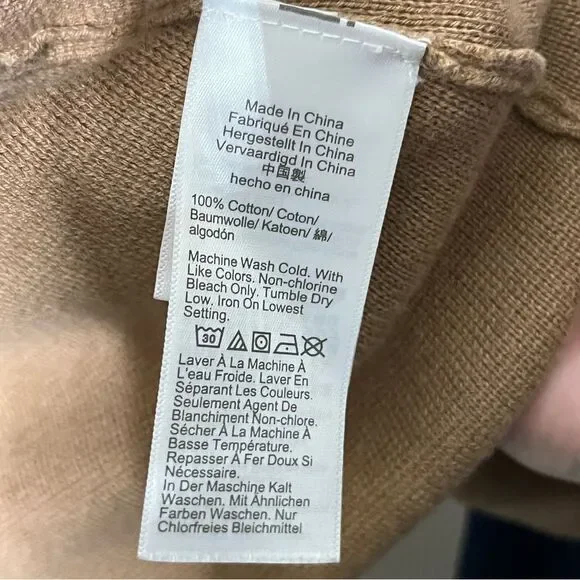 Made In China
Fabriqué En Chine
Hergestellt In China
Vervaardigd In China
中国製
hecho en china
100% Cotton/ Coton/
Baumwolle/ Katoen/ 綿/
algodón
Machine Wash Cold. With
Like Colors. Non-chlorine
Bleach Only. Tumble Dry
Low. Iron On Lowest
Setting.
30
Laver À La Machine À
L'eau Froide. Laver En
Séparant Les Couleurs.
Seulement Agent De
Blanchiment Non-chlore.
Sécher À La Machine À
Basse Température.
Repasser À Fer Doux Si
Nécessaire.
In Der Maschine Kalt
Waschen. Mit Ähnlichen
Farben Waschen. Nur
Chlorfreies Bleichmittel